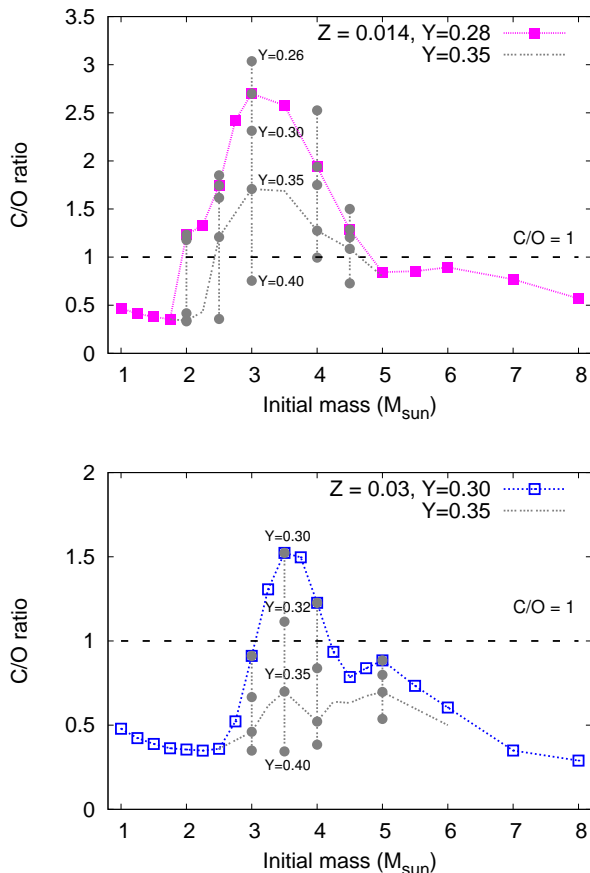 Z = 0.014, Y=0.28
Y=0.35
3.5
3
2.5
2
1.5
1
0.5
0
C/O ratio
Y=0.26
Y=0.30
Y=0.35
Y=0.40
C/O = 1
1 2 3 4 5 6 7 8
Initial mass (M_sun)
Z = 0.03, Y=0.30
Y=0.35
2
1.5
1
0.5
0
C/O ratio
Y=0.30
Y=0.32
Y=0.35
Y=0.40
C/O = 1
1 2 3 4 5 6 7 8
Initial mass (M_sun)